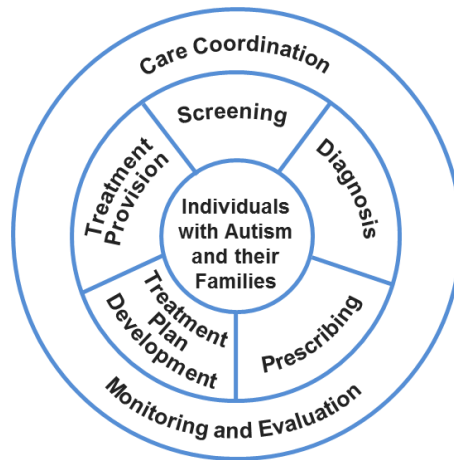 Care Coordination
Screening
Diagnosis
Prescribing
Treatment
Plan
Development
Treatment
Provision
Individuals
with Autism
and their
Families
Monitoring and Evaluation